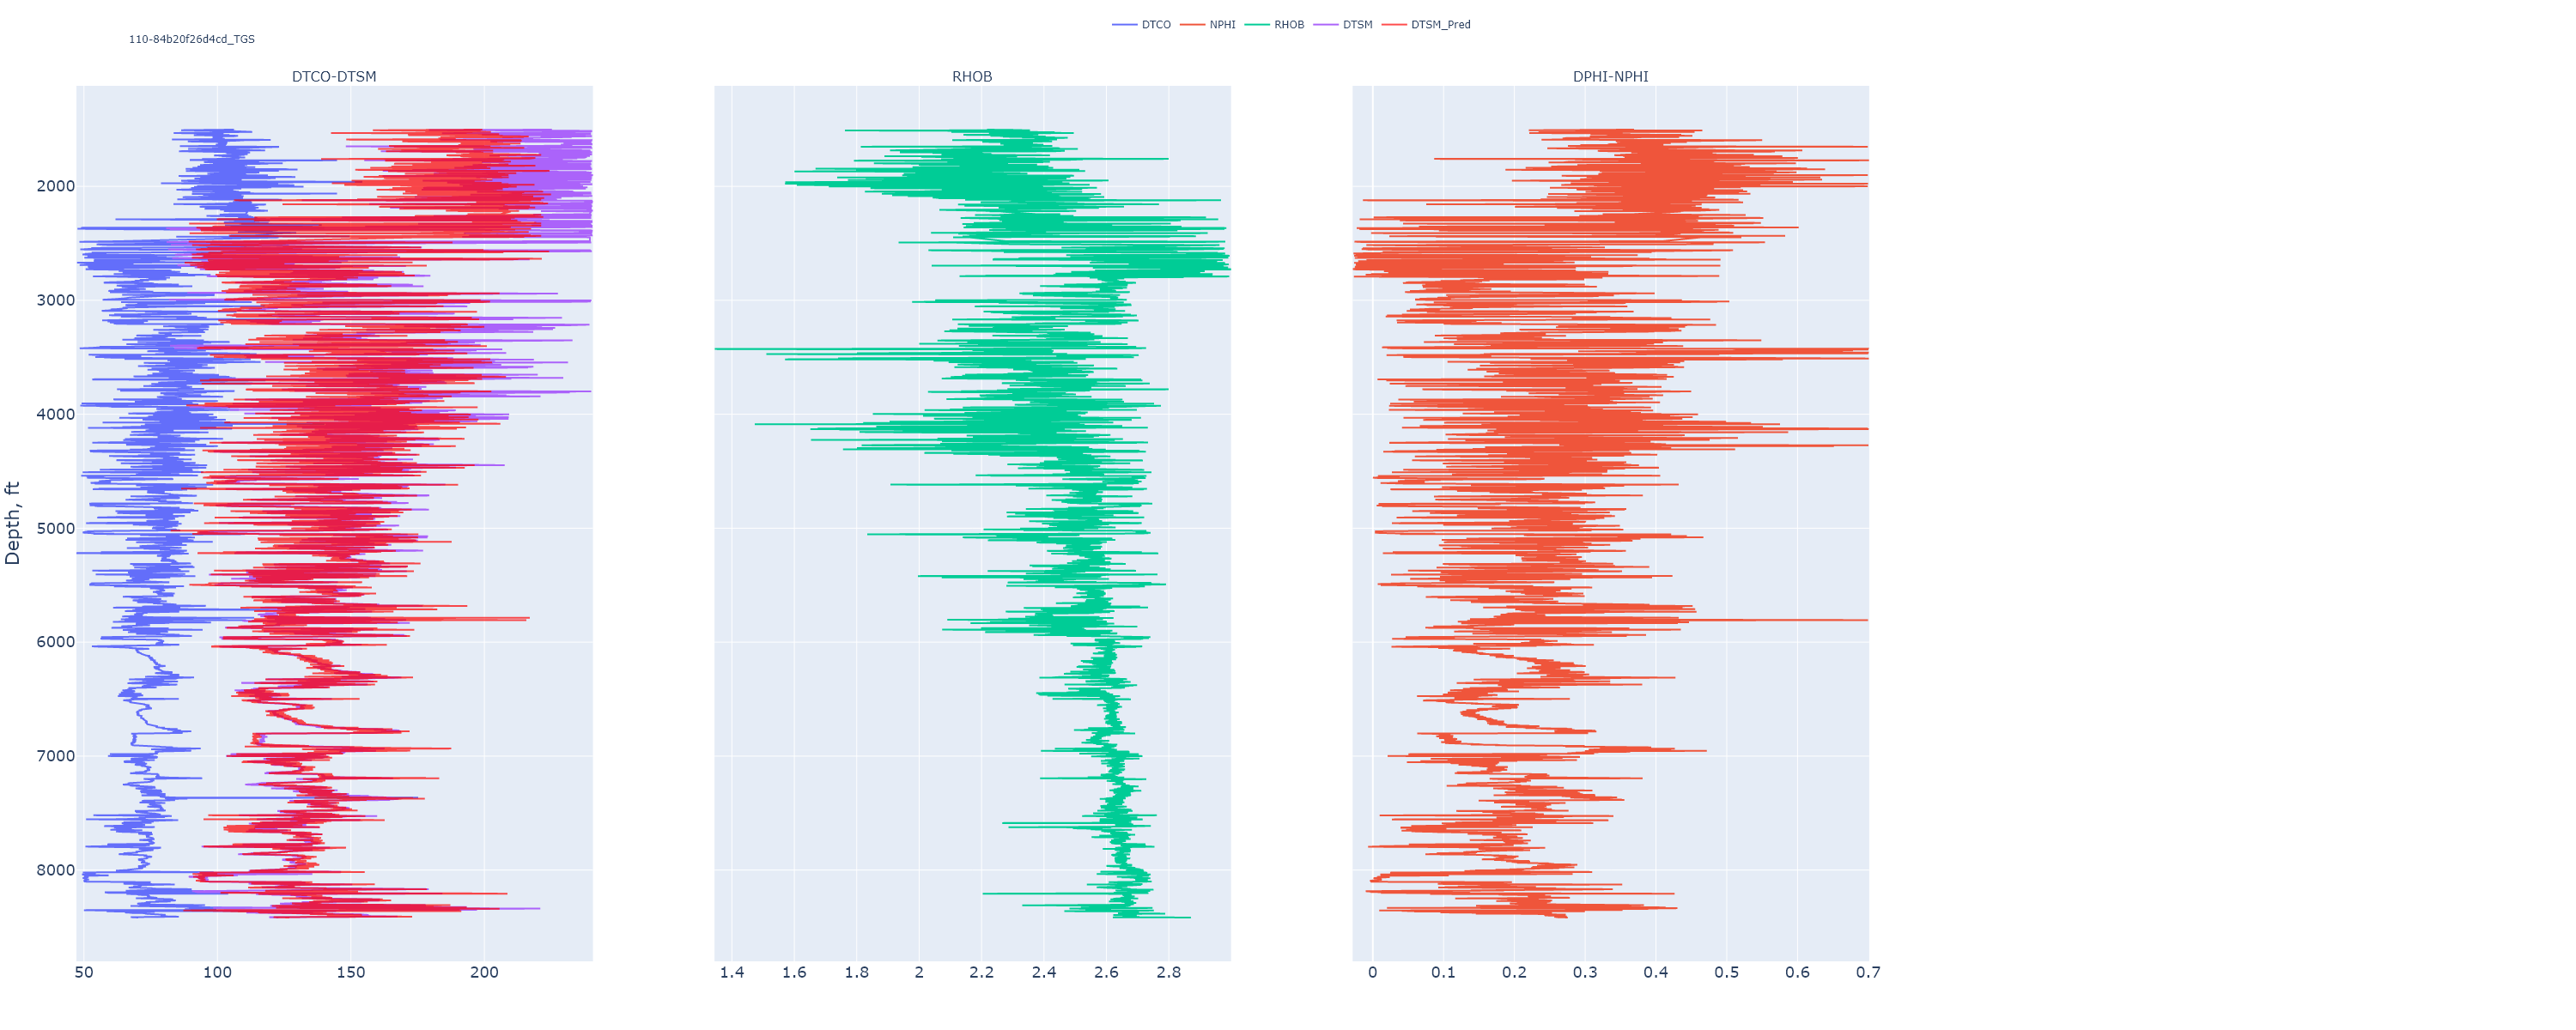 DTCO NPHI RHOB DTSM DTSM_Pred
110-84b20f26d4cd_TGS
DTCO-DTSM RHOB DPHI-NPHI
Depth, ft
2000
3000
4000
5000
6000
7000
8000
50 100 150 200
1.4 1.6 1.8 2 2.2 2.4 2.6 2.8
0 0.1 0.2 0.3 0.4 0.5 0.6 0.7